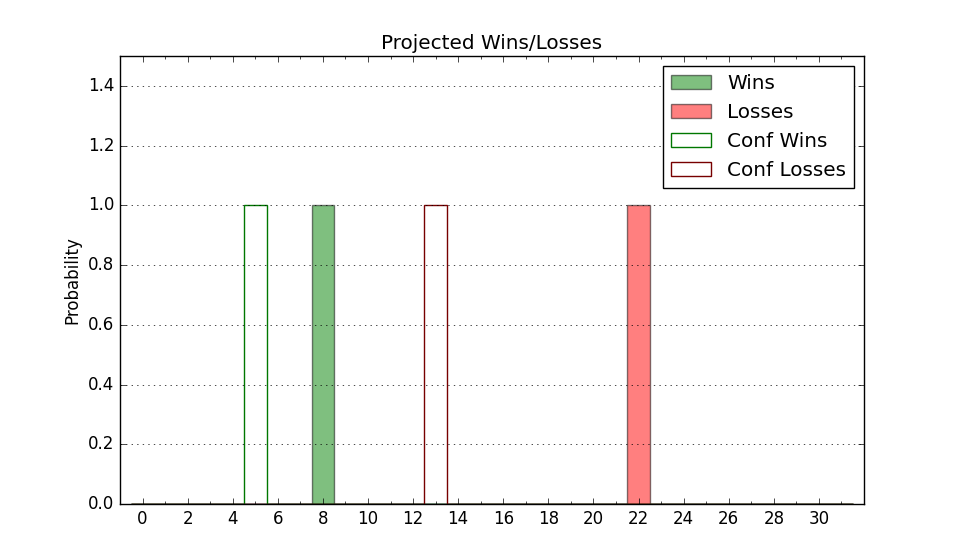 Projected Wins/Losses
Wins
Losses
Conf Wins
Conf Losses
Probability
1.4
1.2
1.0
0.8
0.6
0.4
0.2
0.0
0 2 4 6 8 10 12 14 16 18 20 22 24 26 28 30